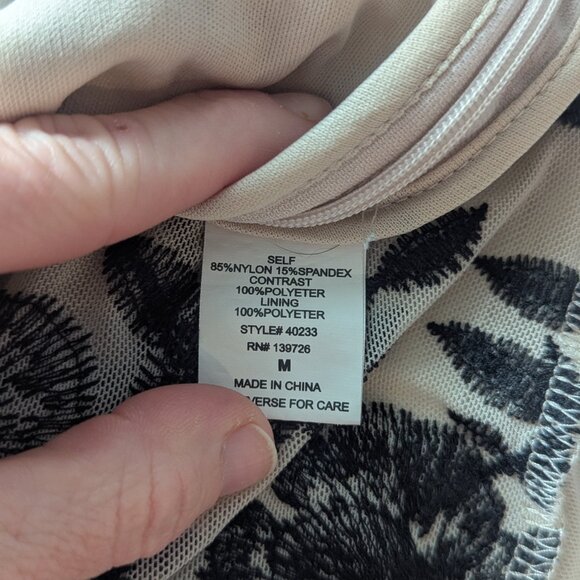 SELF
85%NYLON 15%SPANDEX
CONTRAST
100%POLYETER
LINING
100%POLYETER
STYLE# 40233
RN# 139726
M
MADE IN CHINA
VERSE FOR CARE